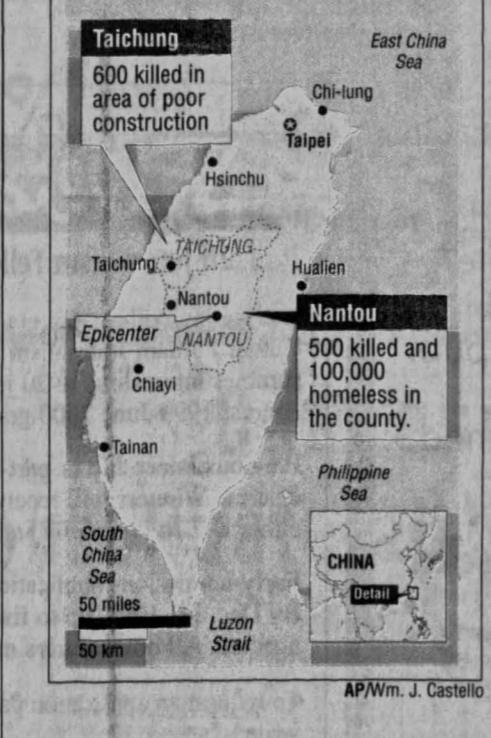 Taichung
600 killed in
area of poor
construction
East China
Sea
Chi-lung
Taipei
Hsinchu
TAICHUNG
Taichung
Hualien
Nantou
Epicenter
NANTOU
Nantou
500 killed and
100,000
homeless in
the county.
Chiayi
Tainan
Philippine
Sea
South
China
Sea
CHINA
Detail
50 miles
50 km
Luzon
Strait
AP/Wm. J. Castello